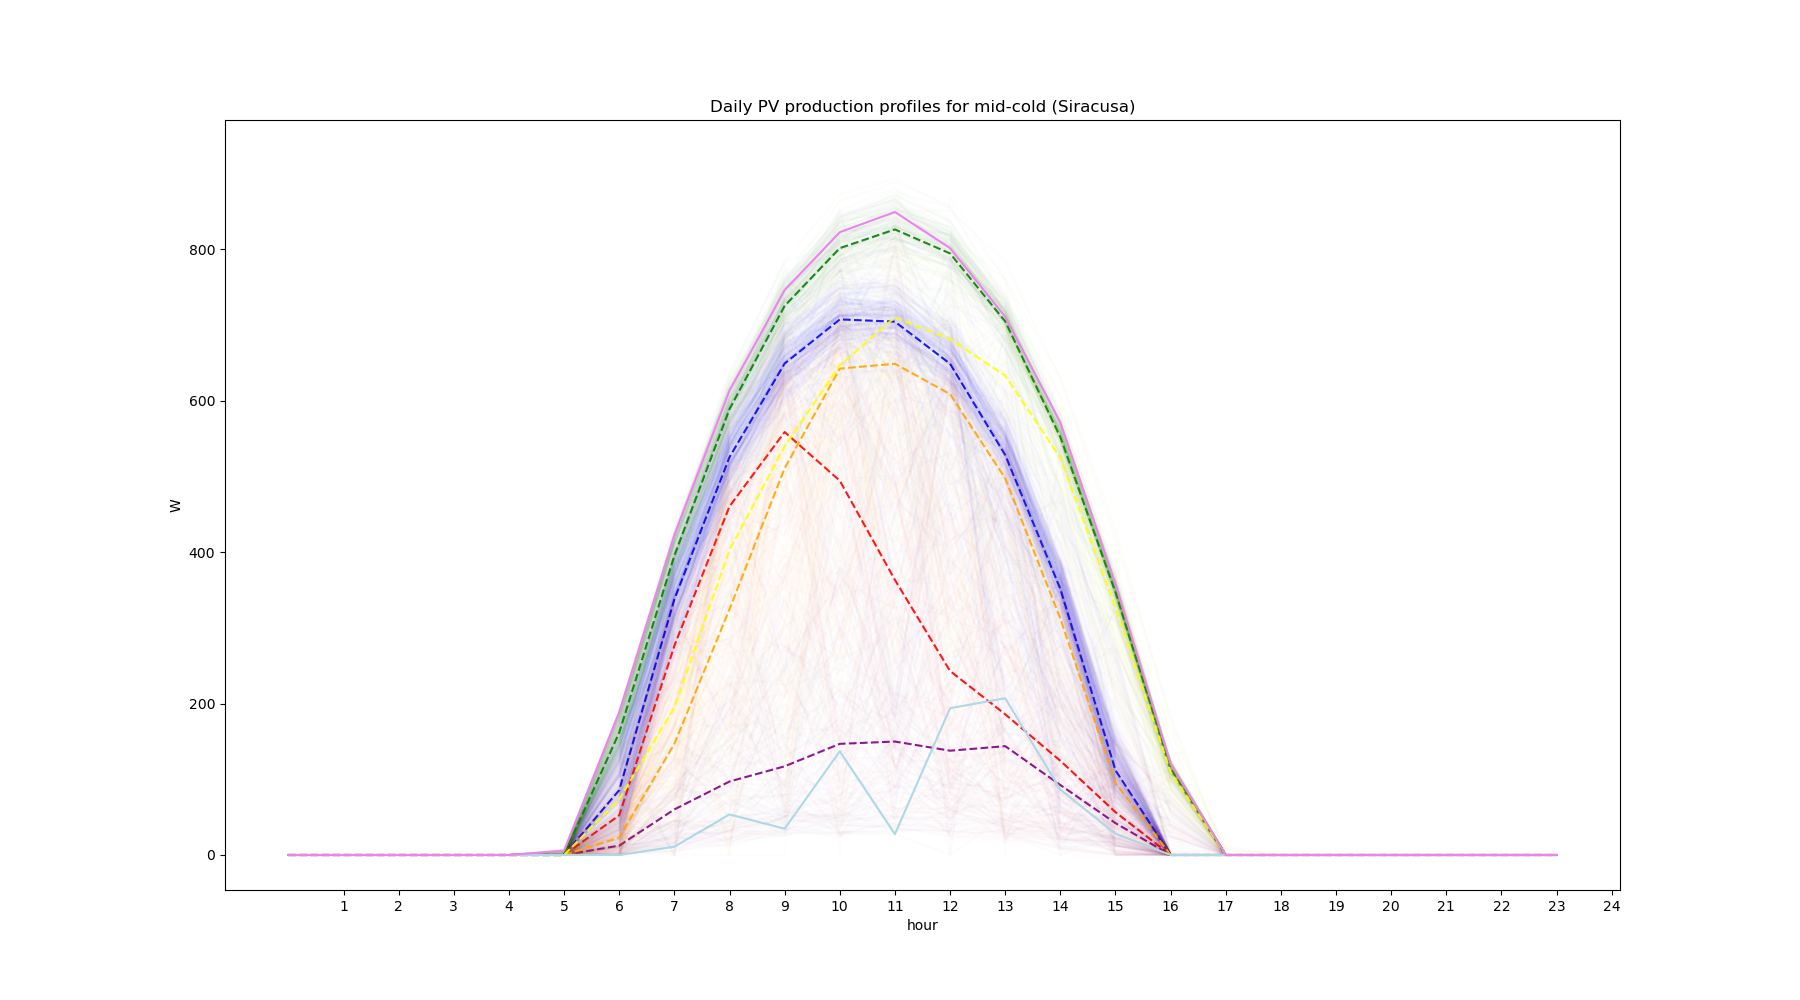 Daily PV production profiles for mid-cold (Siracusa)
W
800
600
400
200
0
1 2 3 4 5 6 7 8 9 10 11 12 13 14 15 16 17 18 19 20 21 22 23 24
hour